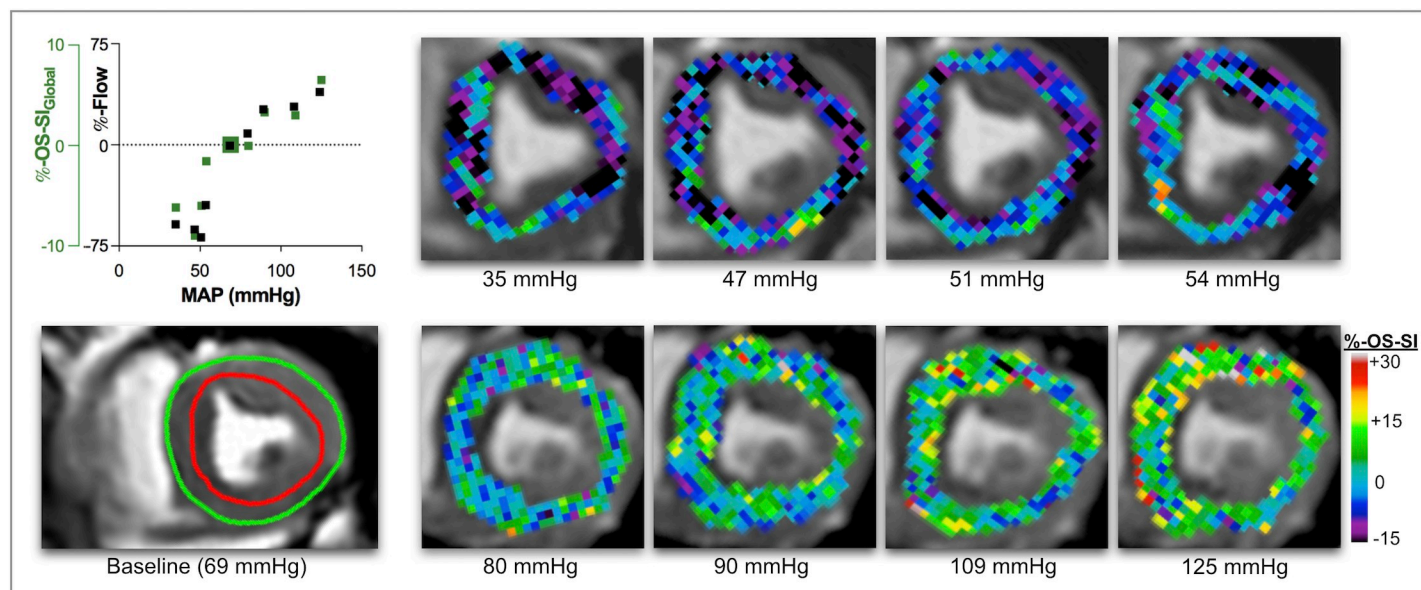 10
75
%-OS-SI Global
%-Flow
0
0
-10
-75
0
50
100
150
MAP (mmHg)
35 mmHg
47 mmHg
51 mmHg
54 mmHg
Baseline (69 mmHg)
80 mmHg
90 mmHg
109 mmHg
125 mmHg
%-OS-SI
+30
+15
0
-15